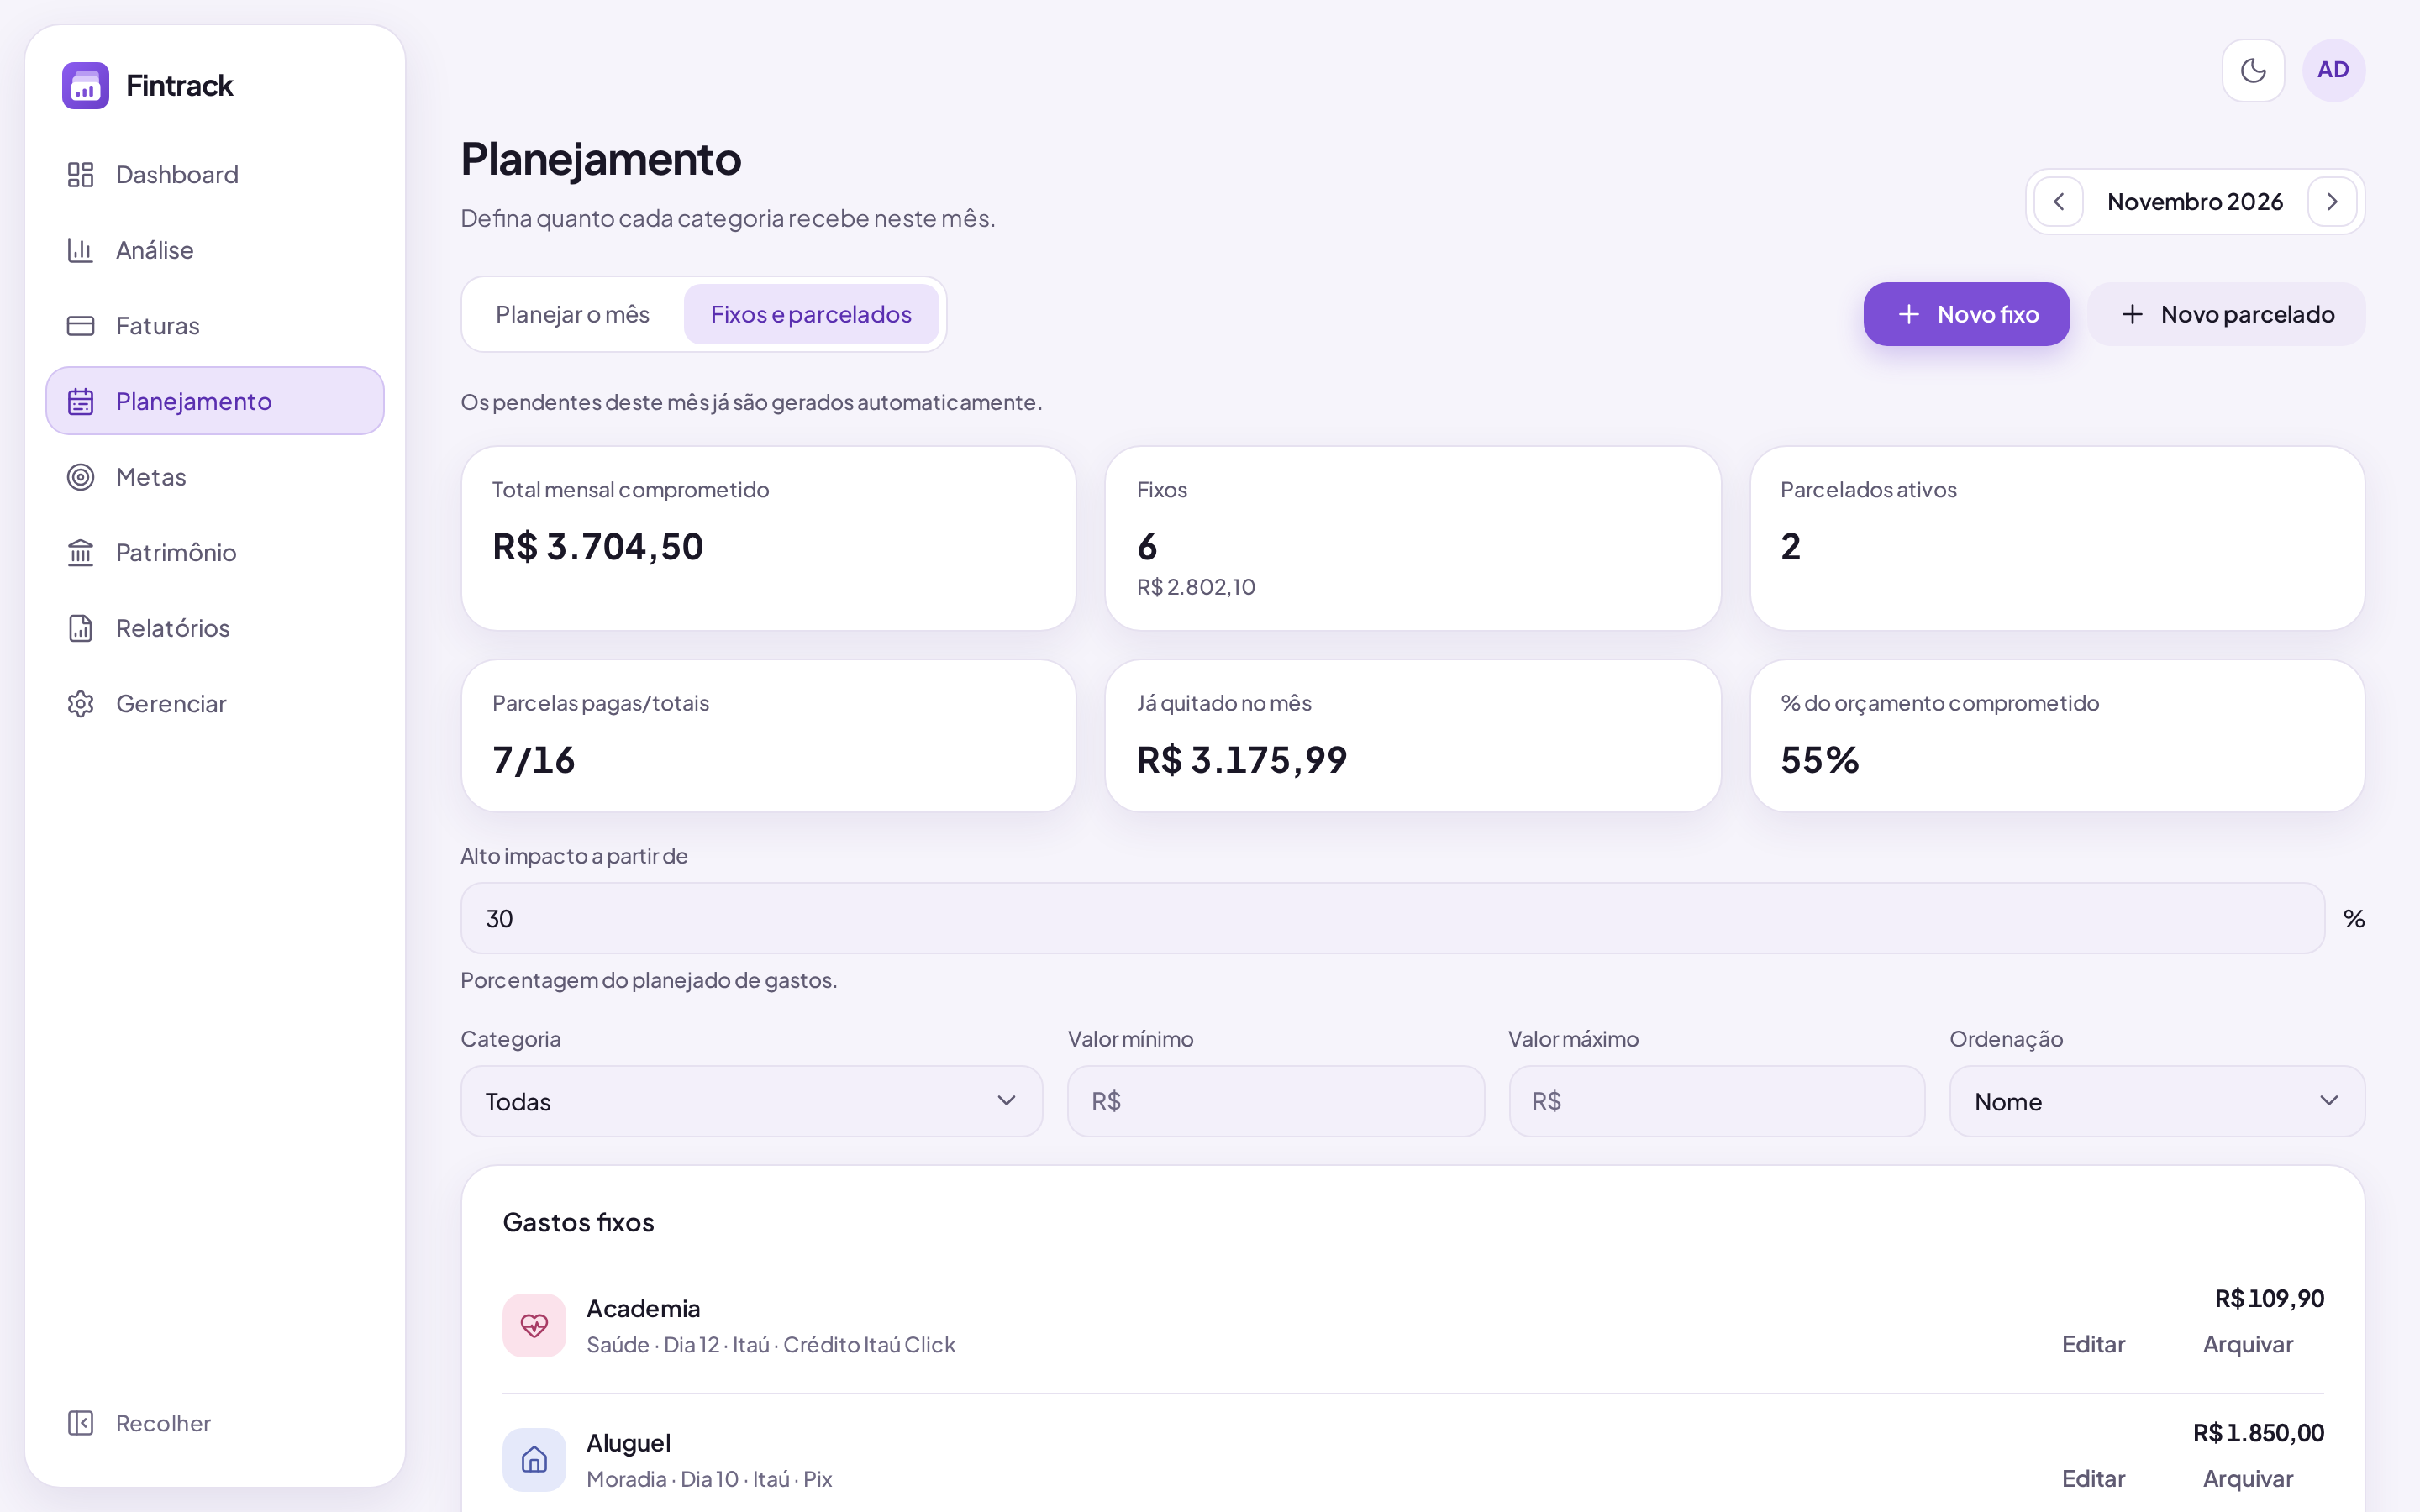 Fintrack
Dashboard
Análise
Faturas
Planejamento
Metas
Patrimônio
Relatórios
Gerenciar
Recolher
AD
Planejamento
Defina quanto cada categoria recebe neste mês.
Novembro 2026
Planejar o mês
Fixos e parcelados
Novo fixo
Novo parcelado
Os pendentes deste mês já são gerados automaticamente.
Total mensal comprometido
R$ 3.704,50
Fixos
6
R$ 2.802,10
Parcelados ativos
2
Parcelas pagas/totais
7/16
Já quitado no mês
R$ 3.175,99
% do orçamento comprometido
55%
Alto impacto a partir de
30
%
Porcentagem do planejado de gastos.
Categoria
Todas
Valor mínimo
R$
Valor máximo
R$
Ordenação
Nome
Gastos fixos
Academia
Saúde · Dia 12 · Itaú · Crédito Itaú Click
R$ 109,90
Editar
Arquivar
Aluguel
Moradia · Dia 10 · Itaú · Pix
R$ 1.850,00
Editar
Arquivar